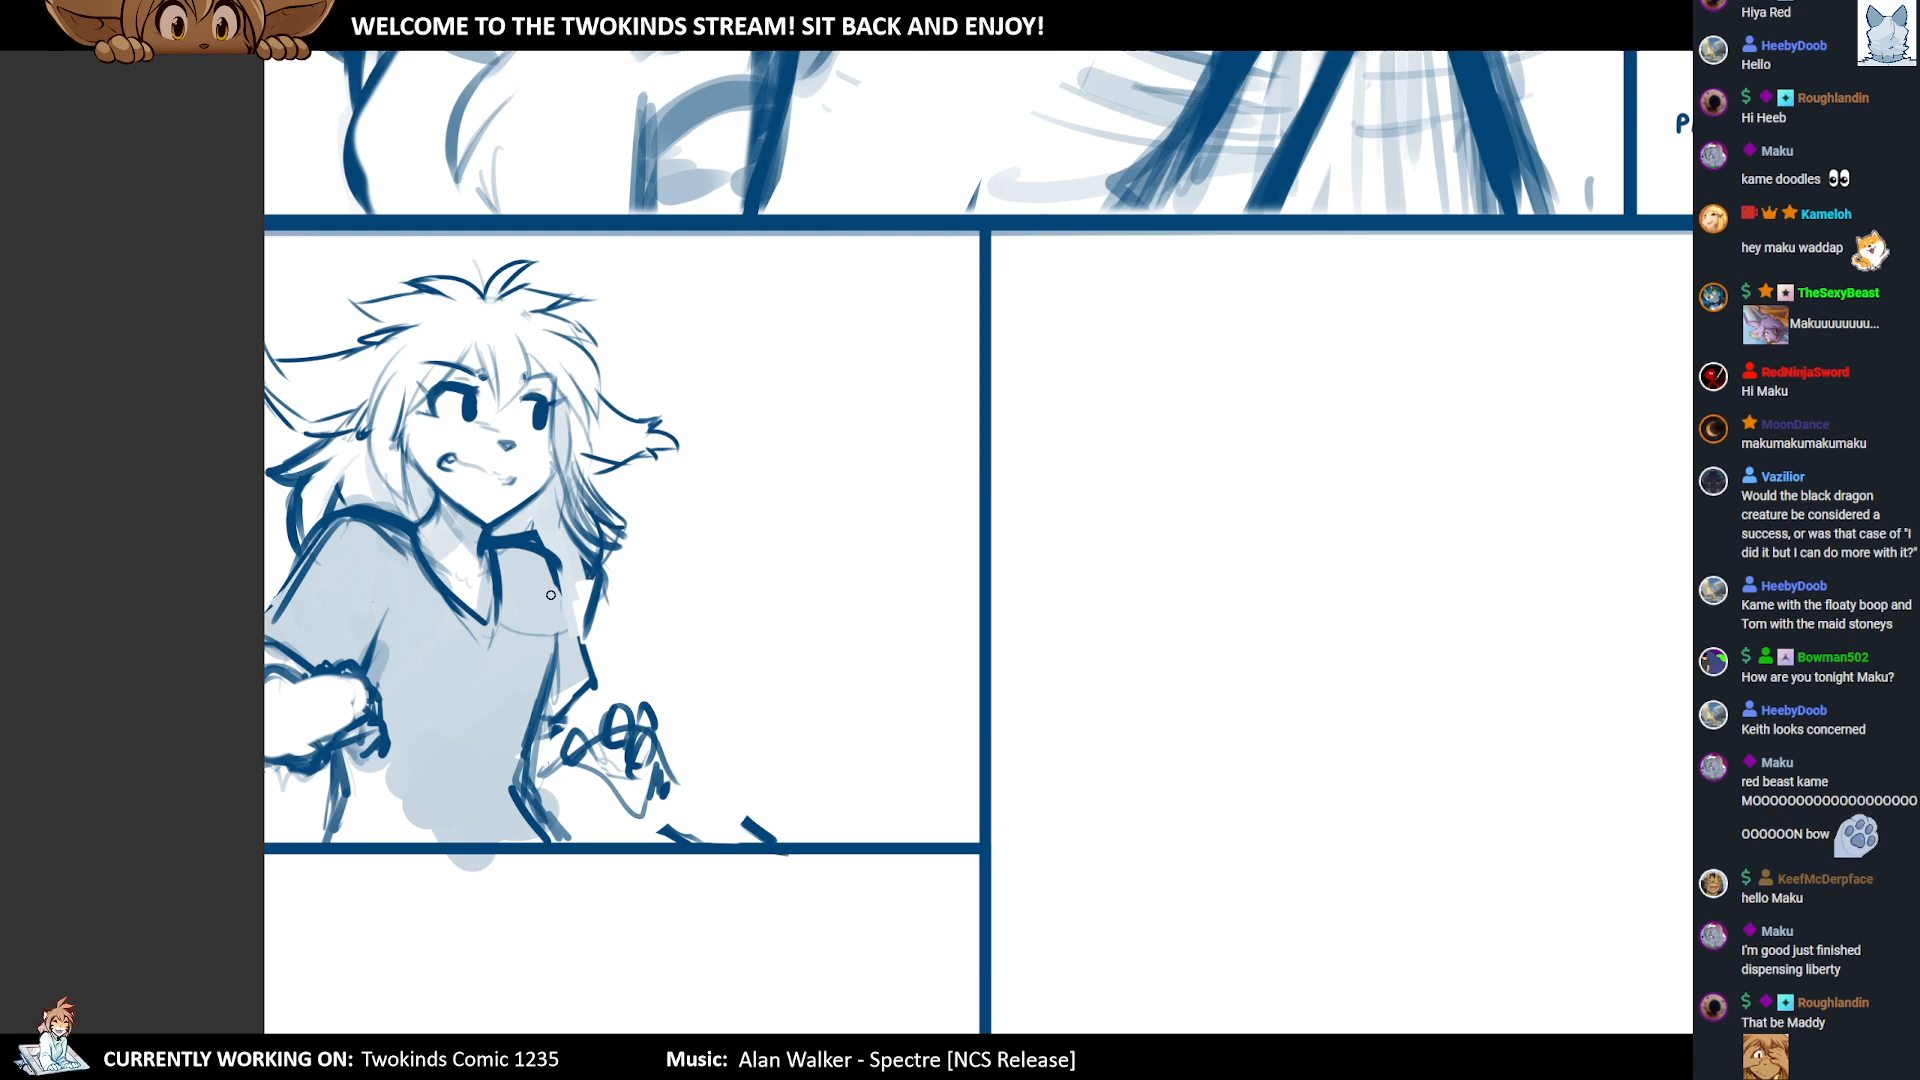 WELCOME TO THE TWOKINDS STREAM! SIT BACK AND ENJOY!
Hiya Red
HeebyDoob
Hello
Roughlandin
Hi Heeb
Maku
kame doodles
Kameloh
hey maku waddap
TheSexyBeast
Makuuuuuuuu...
RedNinjaSword
Hi Maku
MoonDance
makumakumakumaku
Vazilior
Would the black dragon
creature be considered a
success, or was that case of "I
did it but I can do more with it?"
HeebyDoob
Kame with the floaty boop and
Tom with the maid stoneys
Bowman502
How are you tonight Maku?
HeebyDoob
Keith looks concerned
Maku
red beast kame
MOOOOOOOOOOOOOOOOOOO
OOOOOON bow
KeefMcDerpface
hello Maku
Maku
I'm good just finished
dispensing liberty
Roughlandin
That be Maddy
CURRENTLY WORKING ON: Twokinds Comic 1235
Music: Alan Walker - Spectre [NCS Release]